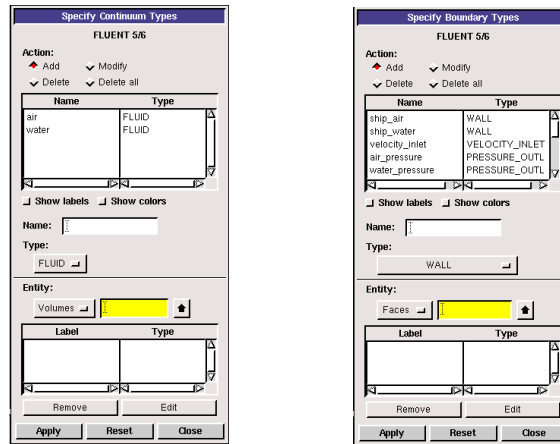 Specify Continuum Types
FLUENT 5/6
Action:
Add Modify
Delete Delete all
Name Type
air FLUID
water FLUID
Show labels Show colors
Name:
Type:
FLUID
Entity:
Volumes
Label Type
Remove Edit
Apply Reset Close
Specify Boundary Types
FLUENT 5/6
Action:
Add Modify
Delete Delete all
Name Type
ship_air WALL
ship_water WALL
velocity_inlet VELOCITY_INLET
air_pressure PRESSURE_OUTL
water_pressure PRESSURE_OUTL
Show labels Show colors
Name:
Type:
WALL
Entity:
Faces
Label Type
Remove Edit
Apply Reset Close